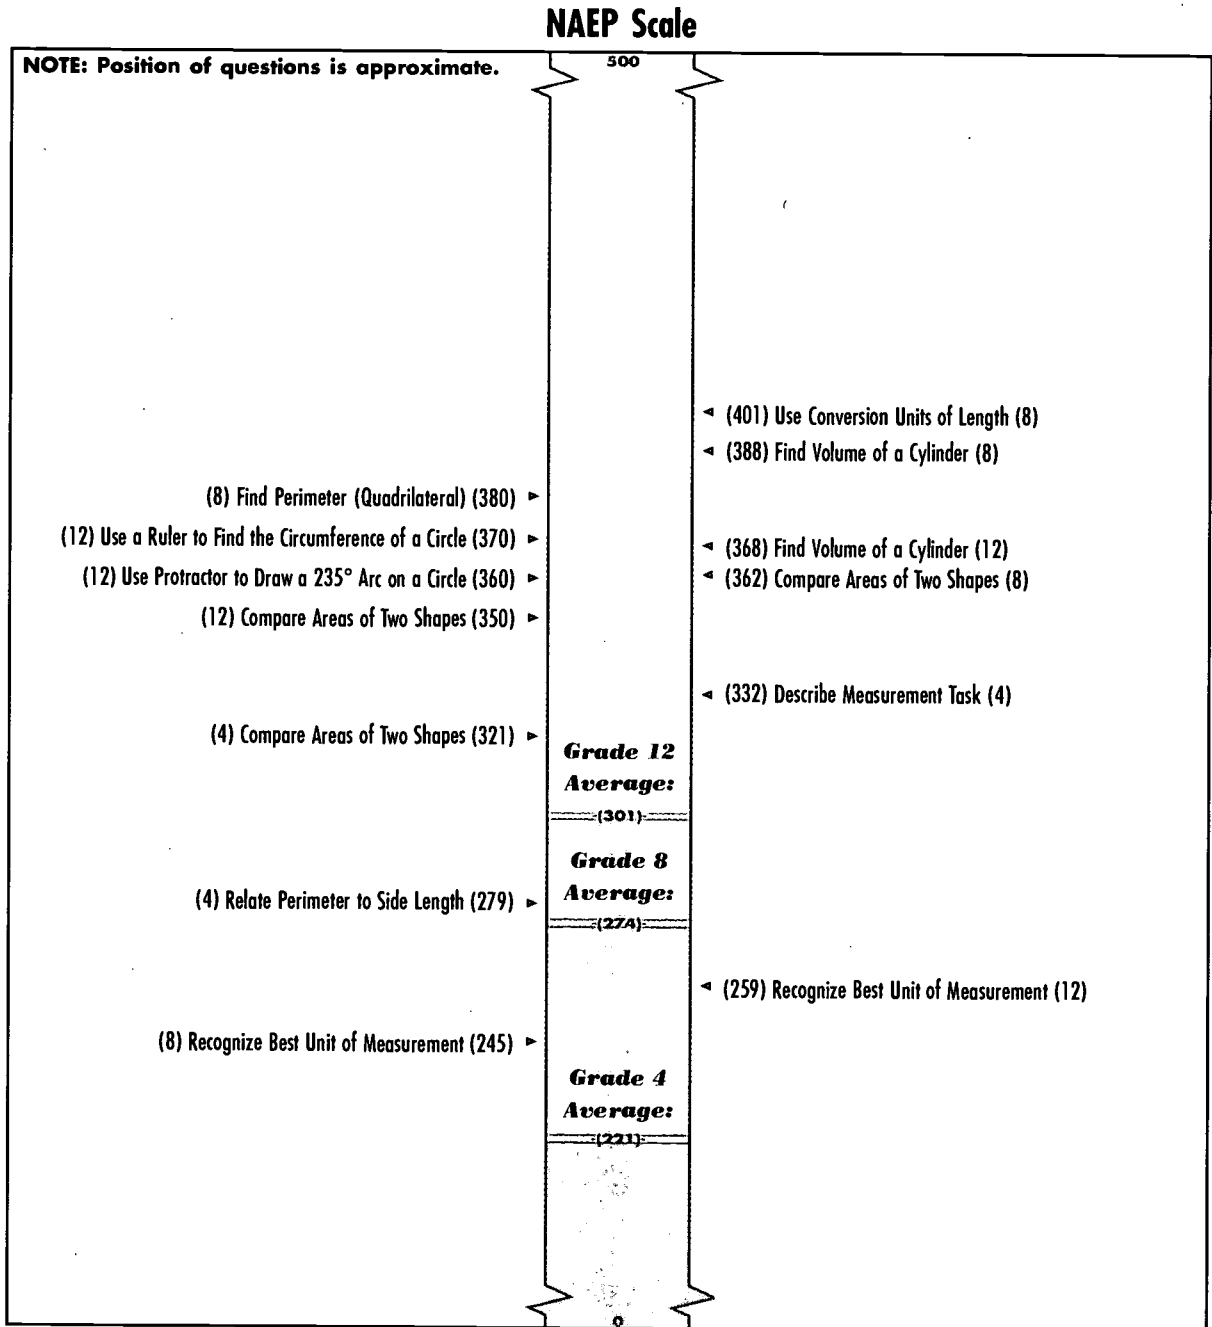 NAEP Scale
NOTE: Position of questions is approximate.
500
(401) Use Conversion Units of Length (8)
(388) Find Volume of a Cylinder (8)
(8) Find Perimeter (Quadrilateral) (380)
(12) Use a Ruler to Find the Circumference of a Circle (370)
(368) Find Volume of a Cylinder (12)
(12) Use Protractor to Draw a 235° Arc on a Circle (360)
(362) Compare Areas of Two Shapes (8)
(12) Compare Areas of Two Shapes (350)
(332) Describe Measurement Task (4)
(4) Compare Areas of Two Shapes (321)
Grade 12
Average:
(301)
Grade 8
Average:
(4) Relate Perimeter to Side Length (279)
(274)
(259) Recognize Best Unit of Measurement (12)
(8) Recognize Best Unit of Measurement (245)
Grade 4
Average:
(221)
0